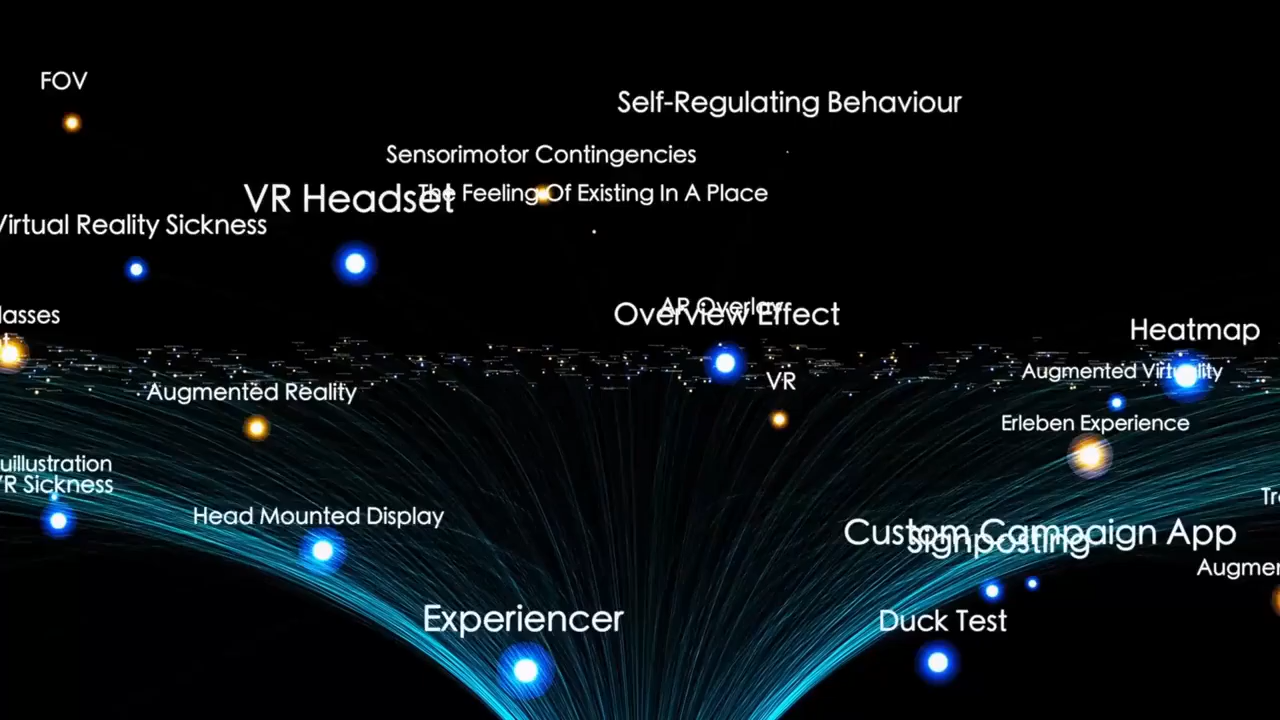 FOV
Self-Regulating Behaviour
Sensorimotor Contingencies
VR Headset
The Feeling Of Existing In A Place
Virtual Reality Sickness
AR Overlay
Overview Effect
Heatmap
Augmented Virtuality
VR
Augmented Reality
Erleben Experience
VR Sickness
Head Mounted Display
Custom Campaign App
Signposting
Experiencer
Duck Test